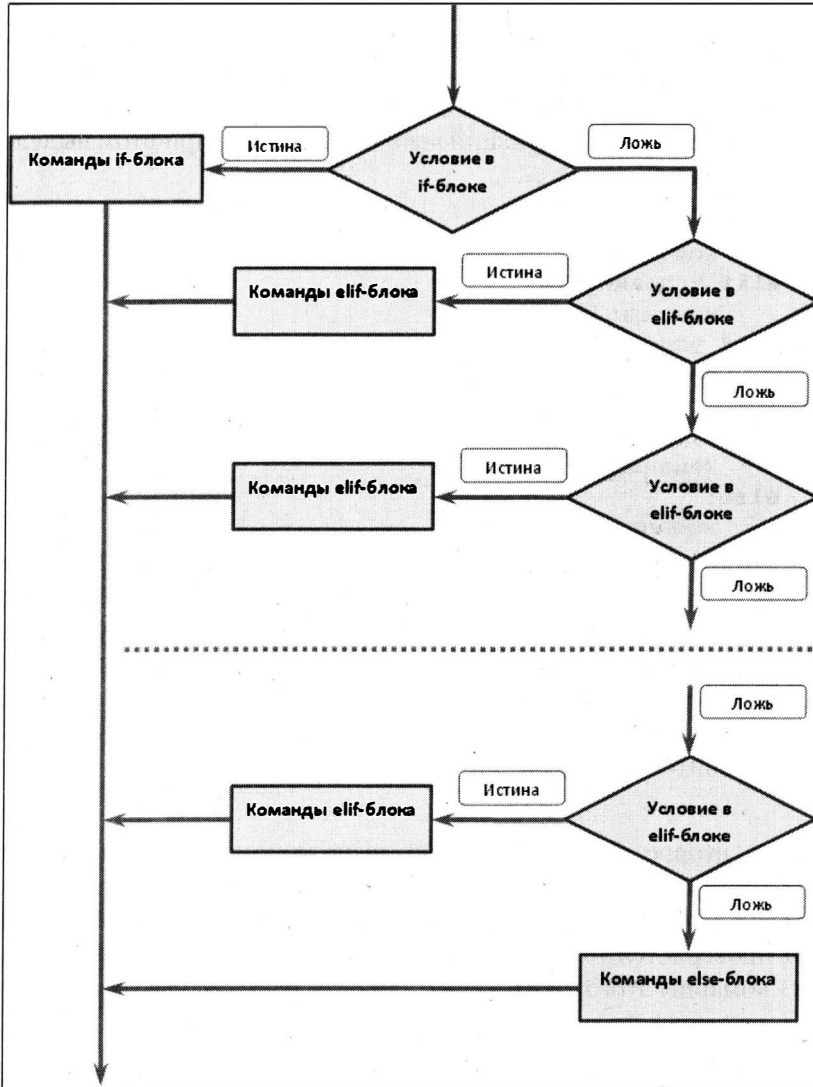 Истина
Ложь
Команды if-блока
Условие в
if-блоке
Истина
Команды elif-блока
Условие в
elif-блоке
Ложь
Истина
Команды elif-блока
Условие в
elif-блоке
Ложь
Ложь
Истина
Команды elif-блока
Условие в
elif-блоке
Ложь
Команды else-блока